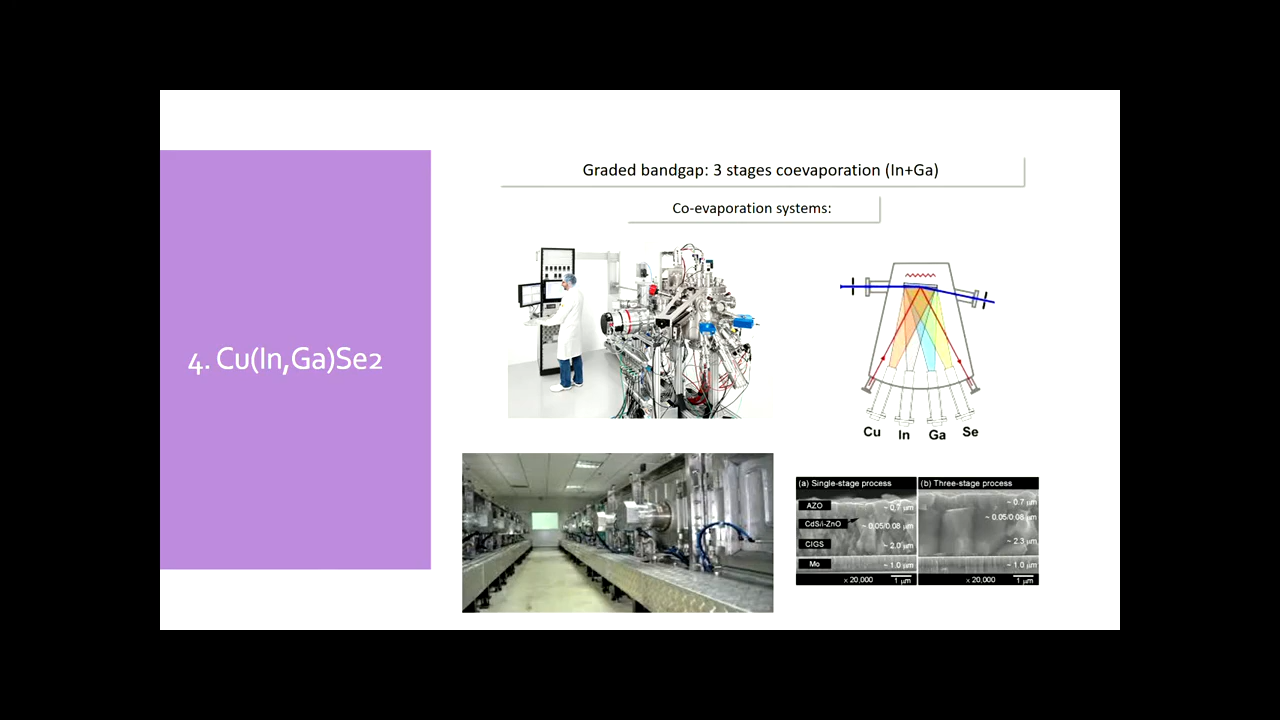 4. Cu(In,Ga)Se2
Graded bandgap: 3 stages coevaporation (In+Ga)
Co-evaporation systems:
Cu In Ga Se
(a) Single-stage process
AZO ~ 0.7 μm
CdS/i-ZnO ~ 0.05/0.08 μm
CIGS ~ 2.0 μm
Mo ~ 1.0 μm
x 20,000 1 μm
(b) Three-stage process
~ 0.7 μm
~ 0.05/0.08 μm
~ 2.3 μm
~ 1.0 μm
x 20,000 1 μm